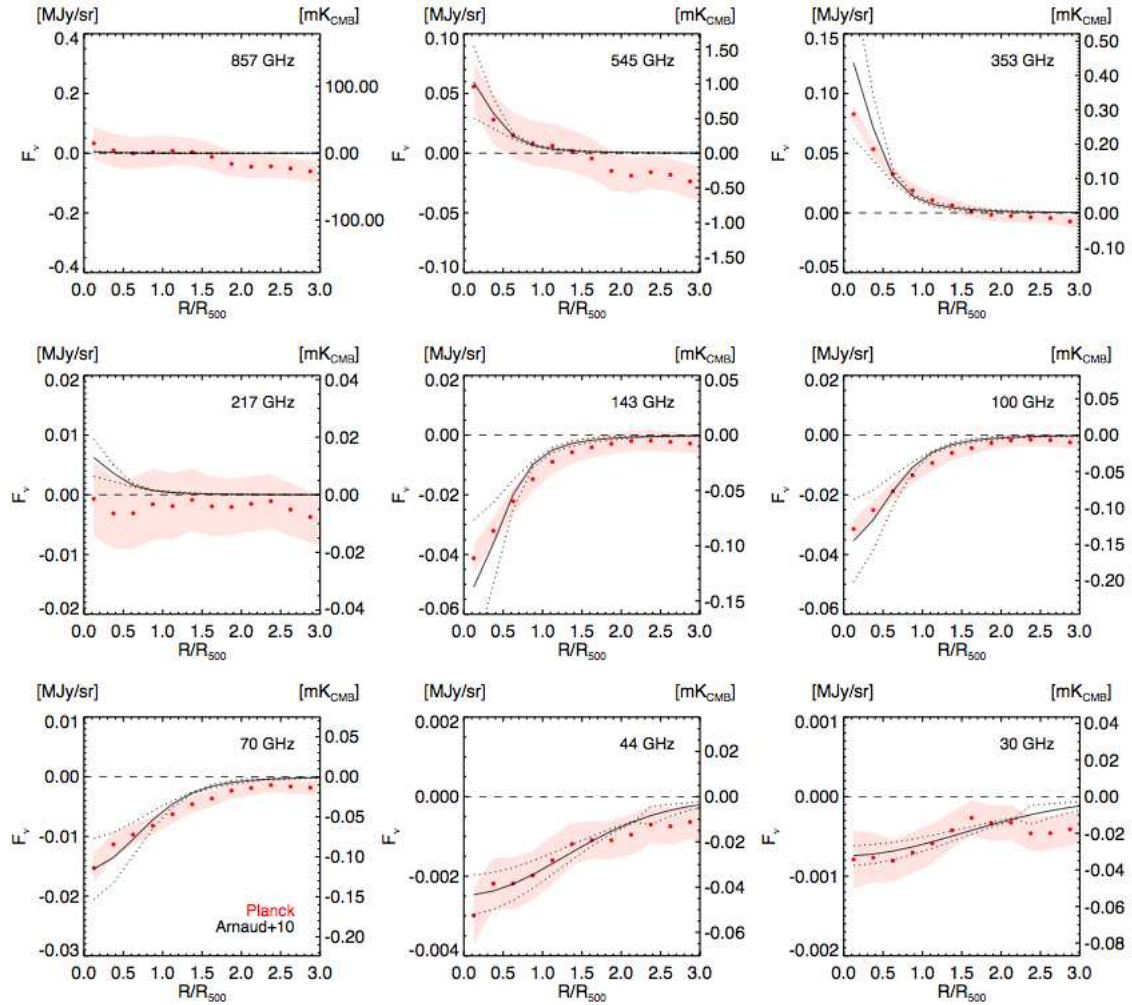 [MJy/sr] [mK_CMB] [MJy/sr] [mK_CMB] [MJy/sr] [mK_CMB]
0.4 0.10 0.15 0.50
857 GHz 545 GHz 1.50 353 GHz
100.00 1.00 0.40
0.2 0.05 0.10 0.30
0.50
0.20
F_ν 0.0 0.00 F_ν 0.00 0.00 F_ν 0.05
0.10
-0.50
-0.2 -0.05 0.00 0.00
-100.00 -1.00
-0.10
-1.50
-0.4 -0.10 -0.05
0.0 0.5 1.0 1.5 2.0 2.5 3.0 0.0 0.5 1.0 1.5 2.0 2.5 3.0 0.0 0.5 1.0 1.5 2.0 2.5 3.0
R/R_500 R/R_500 R/R_500
[MJy/sr] [mK_CMB] [MJy/sr] [mK_CMB] [MJy/sr] [mK_CMB]
0.02 0.04 0.02 0.05 0.02
217 GHz 143 GHz 100 GHz 0.05
0.01 0.02 0.00 0.00 0.00 0.00
-0.05
F_ν 0.00 0.00 F_ν -0.02 -0.05 F_ν -0.02
-0.10
-0.01 -0.02 -0.04 -0.10 -0.04 -0.15
-0.15 -0.20
-0.02 -0.04 -0.06 -0.06
0.0 0.5 1.0 1.5 2.0 2.5 3.0 0.0 0.5 1.0 1.5 2.0 2.5 3.0 0.0 0.5 1.0 1.5 2.0 2.5 3.0
R/R_500 R/R_500 R/R_500
[MJy/sr] [mK_CMB] [MJy/sr] [mK_CMB] [MJy/sr] [mK_CMB]
0.01 0.002 0.001 0.04
70 GHz 0.05 44 GHz 0.02 30 GHz
0.02
0.00 0.00 0.000 0.00 0.000 0.00
-0.05
F_ν -0.01 F_ν -0.02 F_ν -0.02
-0.10
-0.002 -0.04 -0.001 -0.04
-0.02 -0.15
Planck -0.06 -0.06
Arnaud+10 -0.20 -0.08
-0.03 -0.004 -0.002
0.0 0.5 1.0 1.5 2.0 2.5 3.0 0.0 0.5 1.0 1.5 2.0 2.5 3.0 0.0 0.5 1.0 1.5 2.0 2.5 3.0
R/R_500 R/R_500 R/R_500